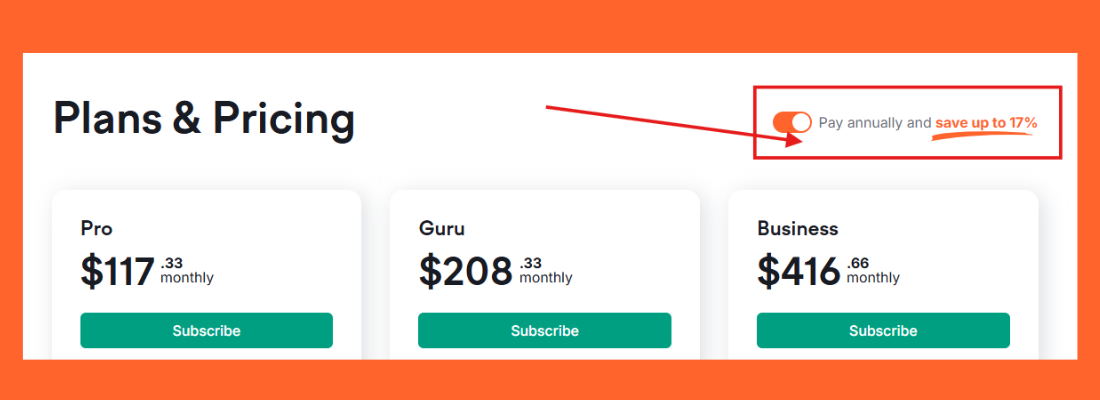 Plans & Pricing
Pay annually and save up to 17%
Pro
$117 .33 monthly
Subscribe
Guru
$208 .33 monthly
Subscribe
Business
$416 .66 monthly
Subscribe